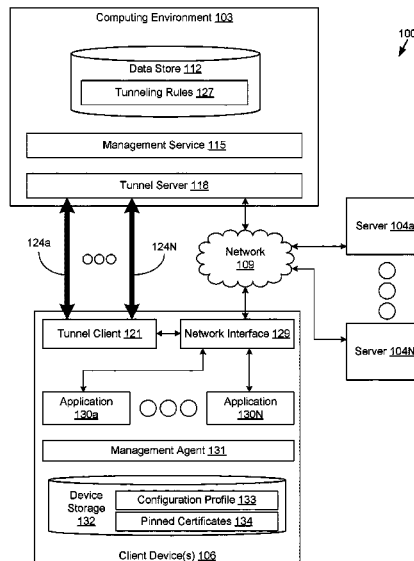 Computing Environment 103
100
Data Store 112
Tunneling Rules 127
Management Service 115
Tunnel Server 118
124a
124N
Network
109
Server 104a
Server 104N
Tunnel Client 121
Network Interface 129
Application
130a
Application
130N
Management Agent 131
Device
Storage
132
Configuration Profile 133
Pinned Certificates 134
Client Device(s) 106